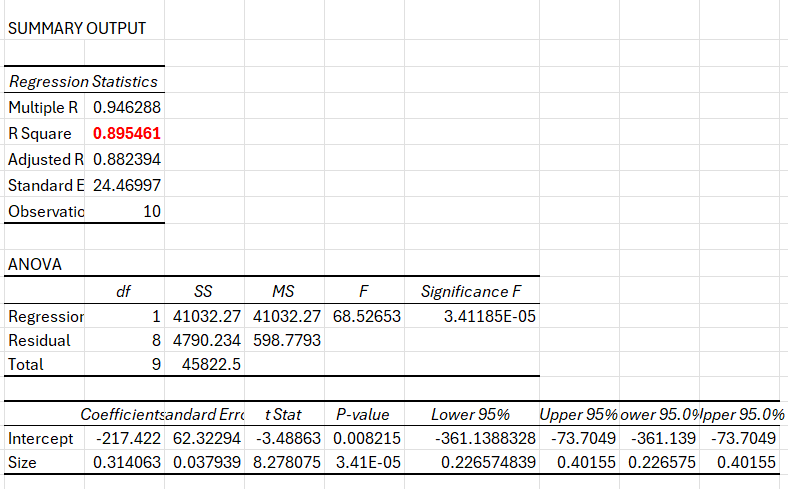 SUMMARY OUTPUT
Regression Statistics
Multiple R 0.946288
R Square 0.895461
Adjusted R 0.882394
Standard E 24.46997
Observatio 10
ANOVA
df SS MS F Significance F
Regression 1 41032.27 41032.27 68.52653 3.41185E-05
Residual 8 4790.234 598.7793
Total 9 45822.5
Coefficients andard Erro t Stat P-value Lower 95% Upper 95% ower 95.0% Upper 95.0%
Intercept -217.422 62.32294 -3.48863 0.008215 -361.1388328 -73.7049 -361.139 -73.7049
Size 0.314063 0.037939 8.278075 3.41E-05 0.226574839 0.40155 0.226575 0.40155